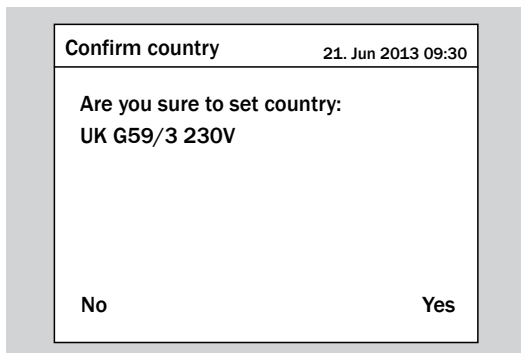 Confirm country 21. Jun 2013 09:30
Are you sure to set country:
UK G59/3 230V
No Yes